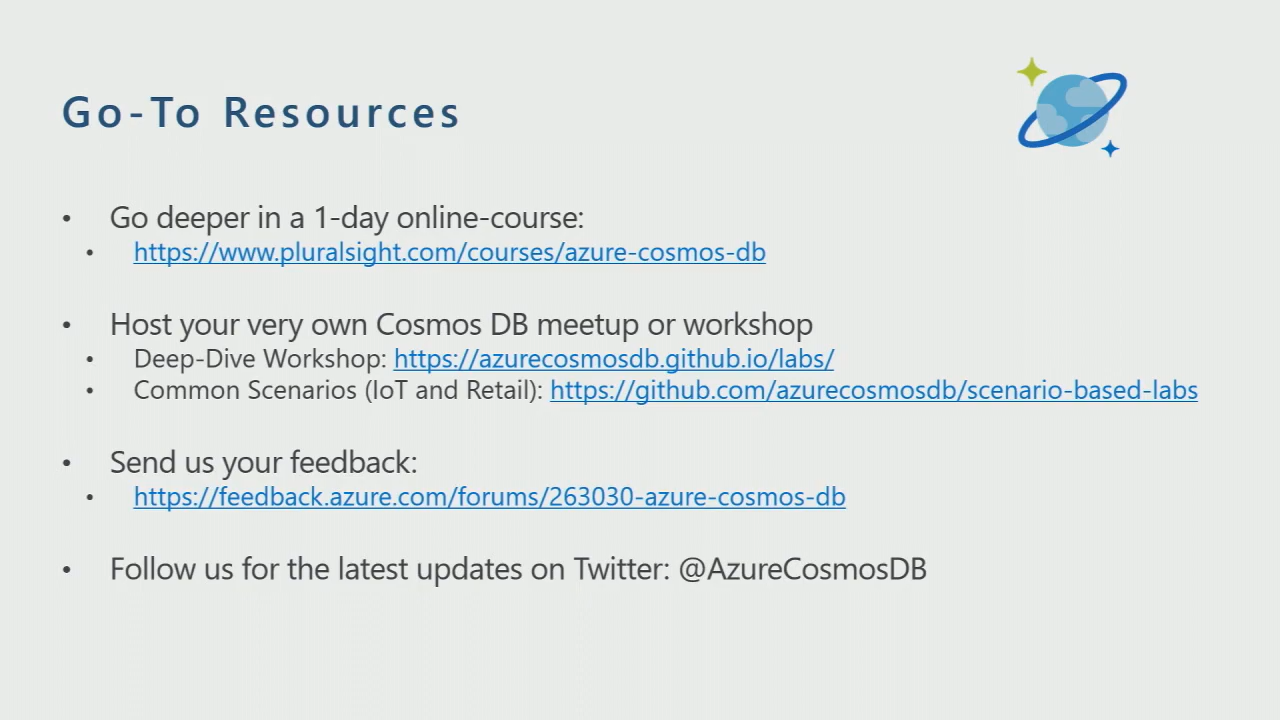 Go-To Resources
• Go deeper in a 1-day online-course:
• https://www.pluralsight.com/courses/azure-cosmos-db
• Host your very own Cosmos DB meetup or workshop
• Deep-Dive Workshop: https://azurecosmosdb.github.io/labs/
• Common Scenarios (IoT and Retail): https://github.com/azurecosmosdb/scenario-based-labs
• Send us your feedback:
• https://feedback.azure.com/forums/263030-azure-cosmos-db
• Follow us for the latest updates on Twitter: @AzureCosmosDB